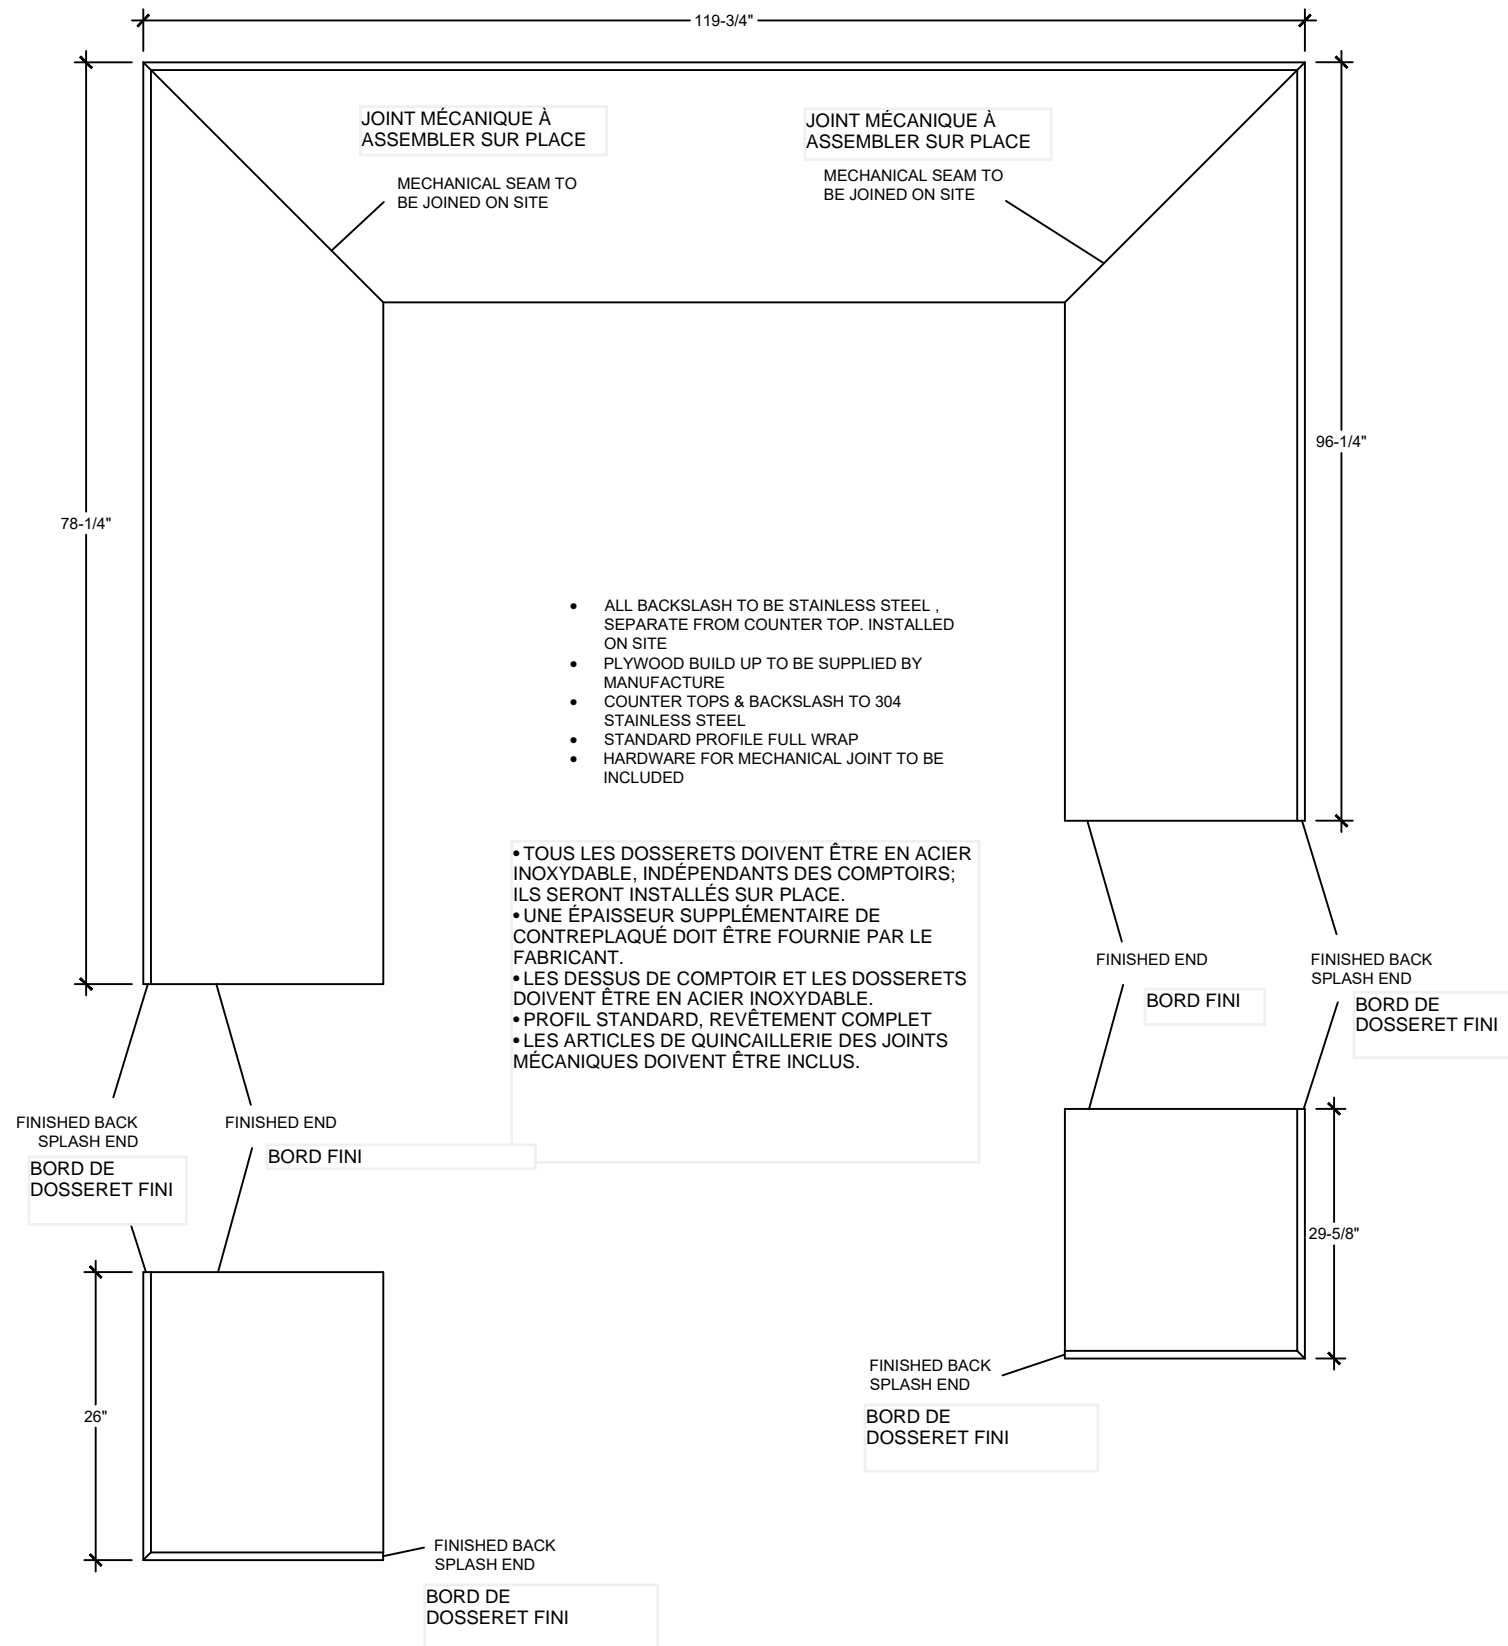 119-3/4"
JOINT MÉCANIQUE À
ASSEMBLER SUR PLACE
MECHANICAL SEAM TO
BE JOINED ON SITE
JOINT MÉCANIQUE À
ASSEMBLER SUR PLACE
MECHANICAL SEAM TO
BE JOINED ON SITE
78-1/4"
96-1/4"
• ALL BACKSLASH TO BE STAINLESS STEEL ,
SEPARATE FROM COUNTER TOP. INSTALLED
ON SITE
• PLYWOOD BUILD UP TO BE SUPPLIED BY
MANUFACTURE
• COUNTER TOPS & BACKSLASH TO 304
STAINLESS STEEL
• STANDARD PROFILE FULL WRAP
• HARDWARE FOR MECHANICAL JOINT TO BE
INCLUDED
• TOUS LES DOSSERETS DOIVENT ÊTRE EN ACIER
INOXYDABLE, INDÉPENDANTS DES COMPTOIRS;
ILS SERONT INSTALLÉS SUR PLACE.
• UNE ÉPAISSEUR SUPPLÉMENTAIRE DE
CONTREPLAQUÉ DOIT ÊTRE FOURNIE PAR LE
FABRICANT.
• LES DESSUS DE COMPTOIR ET LES DOSSERETS
DOIVENT ÊTRE EN ACIER INOXYDABLE.
• PROFIL STANDARD, REVÊTEMENT COMPLET
• LES ARTICLES DE QUINCAILLERIE DES JOINTS
MÉCANIQUES DOIVENT ÊTRE INCLUS.
FINISHED END
BORD FINI
FINISHED BACK
SPLASH END
BORD DE
DOSSERET FINI
FINISHED BACK
SPLASH END
BORD DE
DOSSERET FINI
FINISHED END
BORD FINI
29-5/8"
26"
FINISHED BACK
SPLASH END
BORD DE
DOSSERET FINI
FINISHED BACK
SPLASH END
BORD DE
DOSSERET FINI